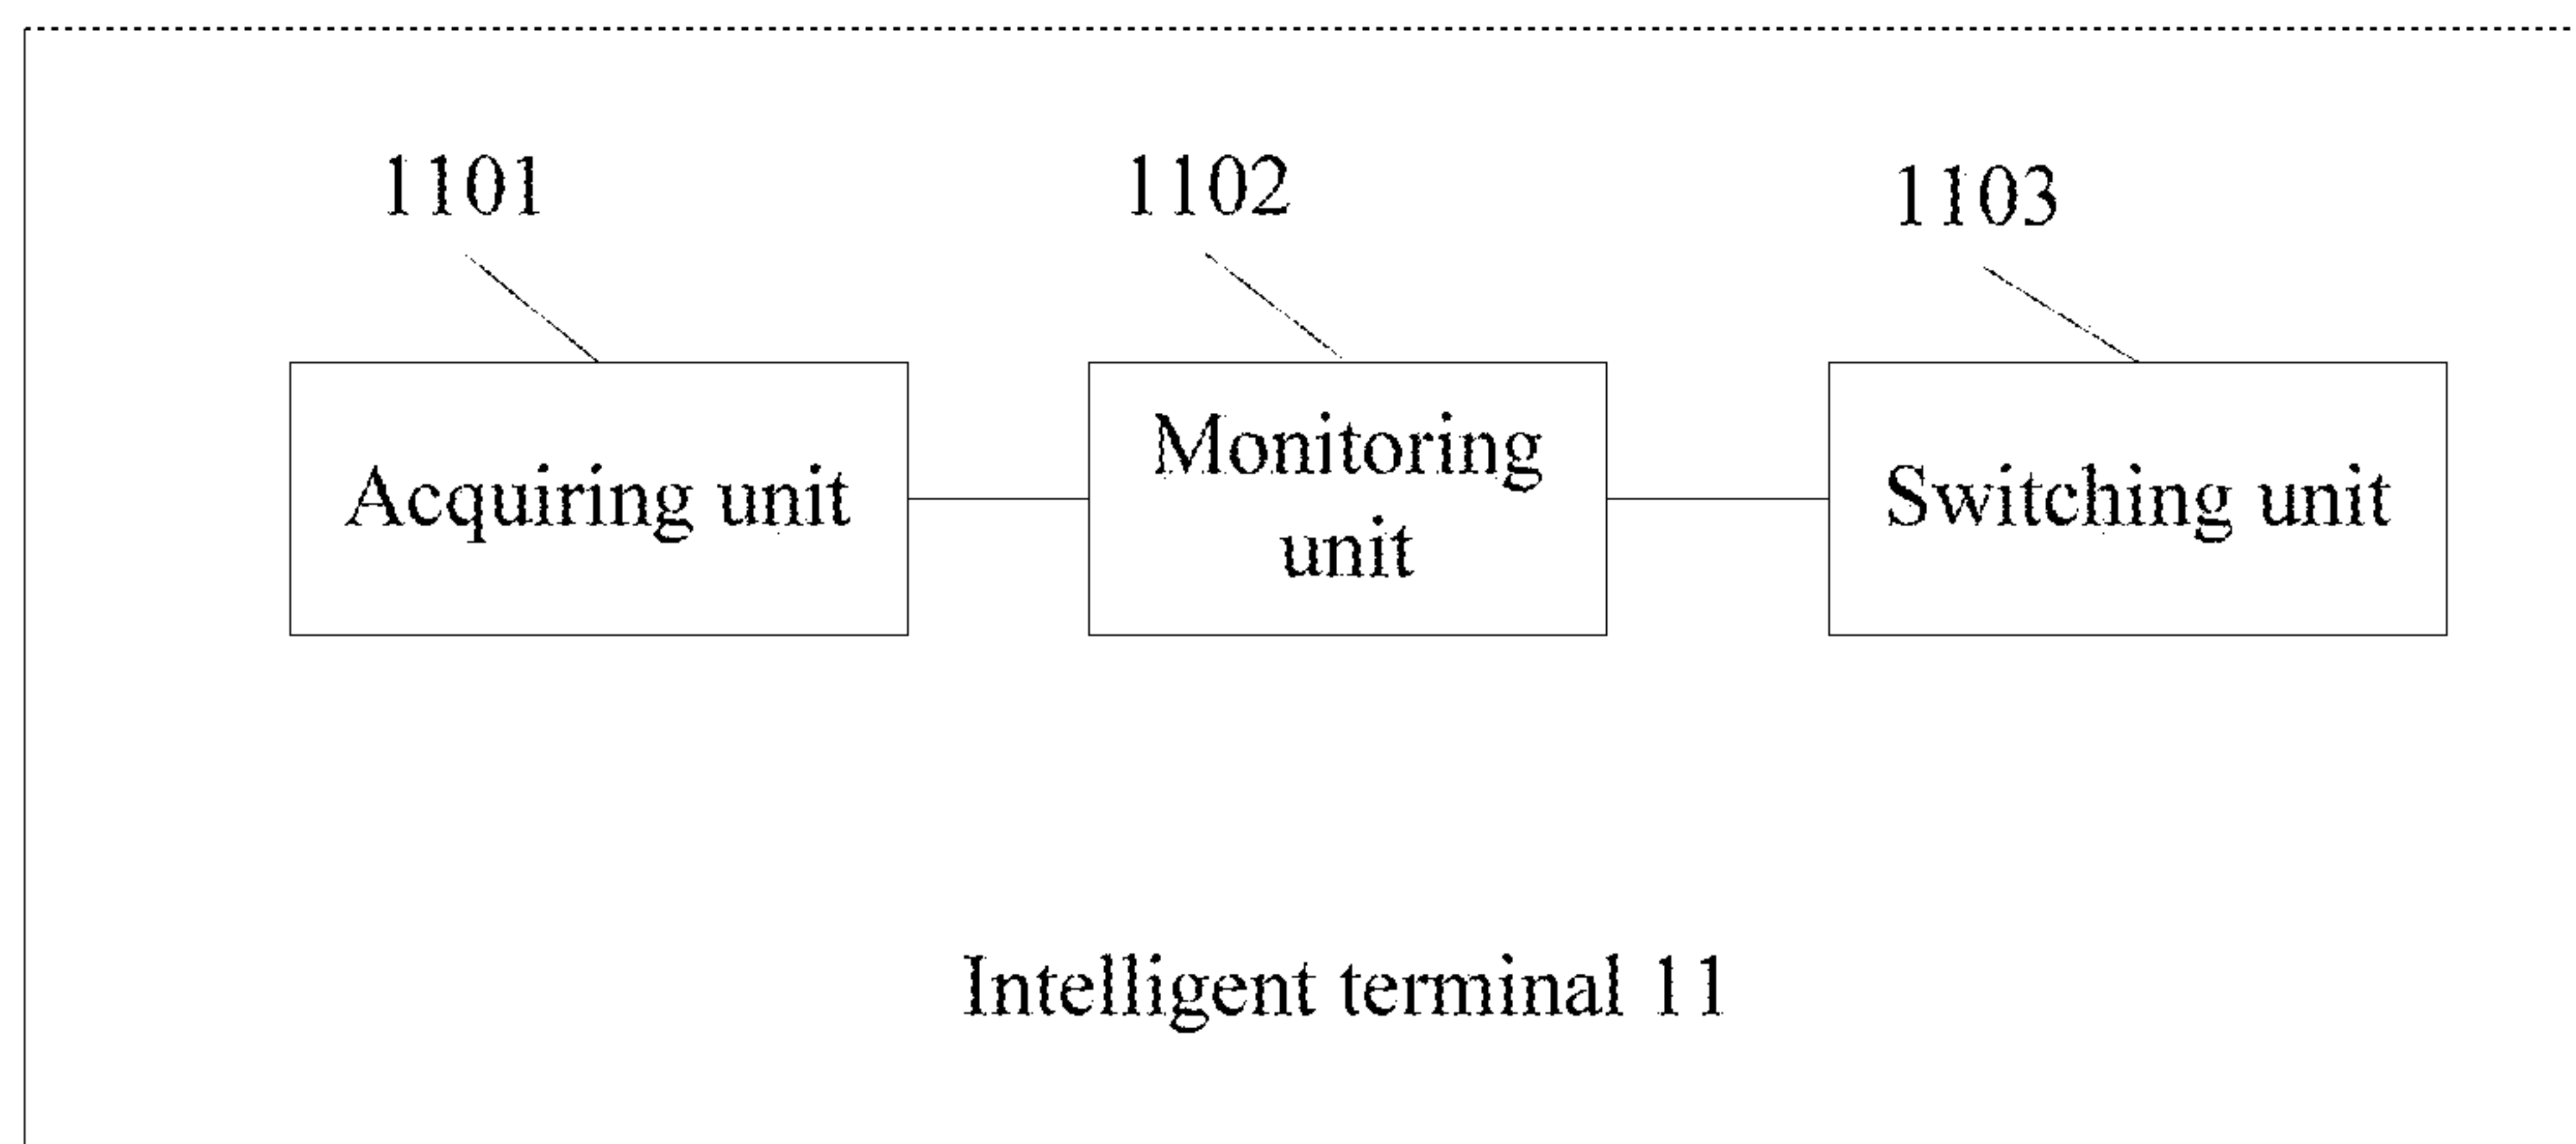 1101
1102
1103
Acquiring unit
Monitoring
unit
Switching unit
Intelligent terminal 11